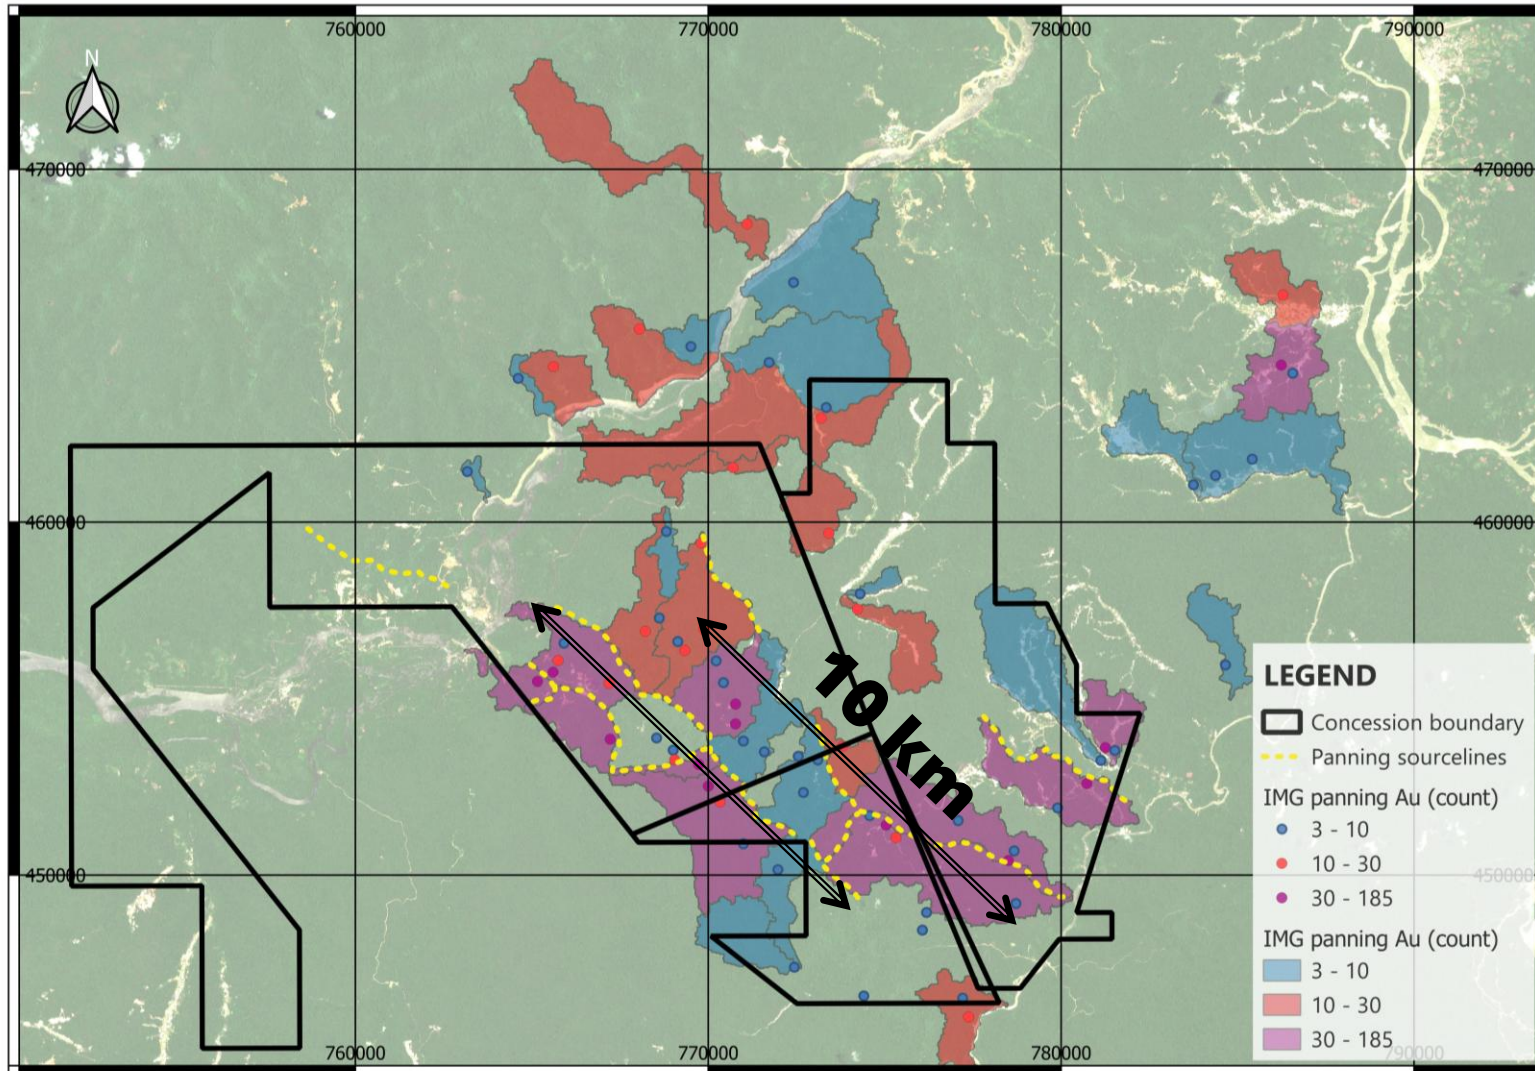 760000 770000 780000 790000
N
470000 470000
460000 460000
10 km
450000 450000
LEGEND
Concession boundary
Panning sourcelines
IMG panning Au (count)
3 - 10
10 - 30
30 - 185
IMG panning Au (count)
3 - 10
10 - 30
30 - 185
760000 770000 780000 790000